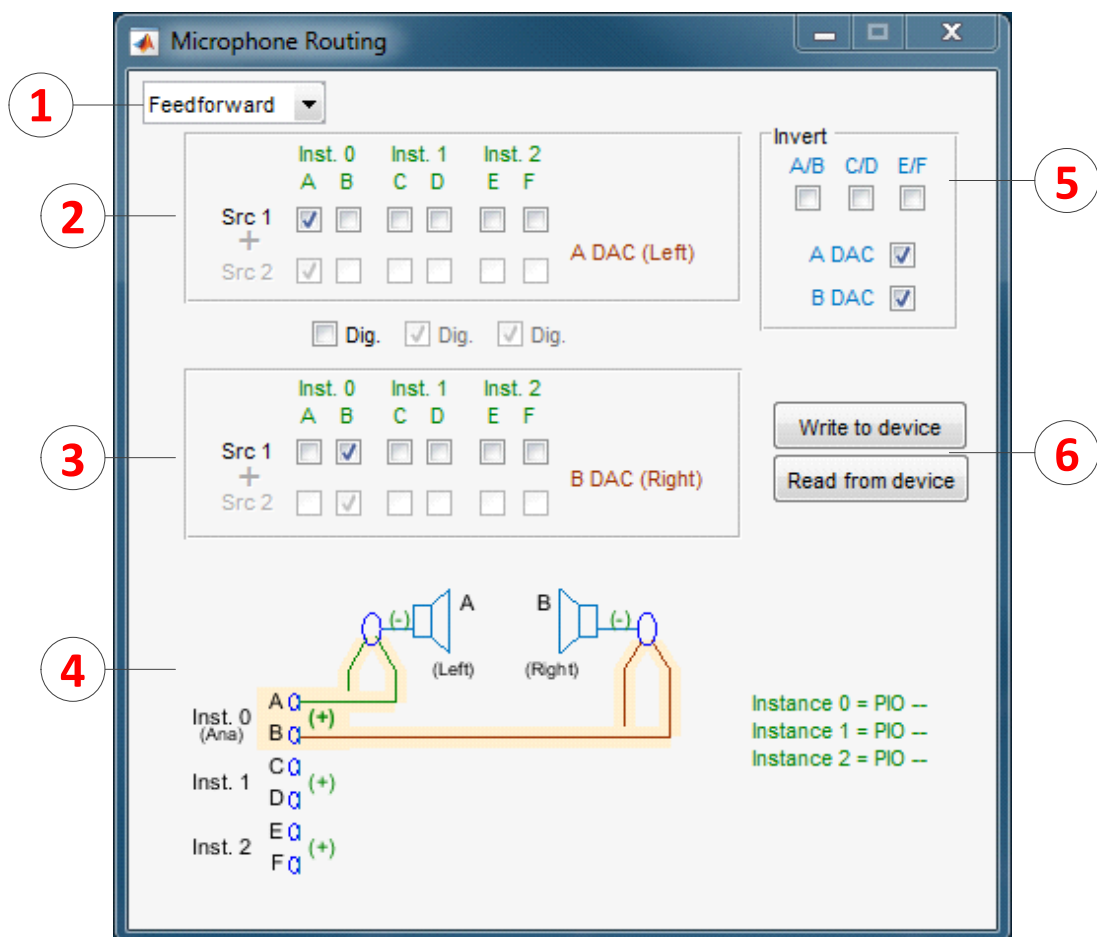 Microphone Routing
1
Feedforward
Invert
Inst. 0 Inst. 1 Inst. 2
A/B C/D E/F
5
A B C D E F
2
Src 1
+
A DAC (Left)
A DAC
Src 2
B DAC
Dig. Dig. Dig.
Inst. 0 Inst. 1 Inst. 2
A B C D E F
Write to device
3
Src 1
+
B DAC (Right)
6
Read from device
Src 2
(-) A B (-)
(Left) (Right)
4
A
Inst. 0 (+)
(Ana) B
Instance 0 = PIO --
Instance 1 = PIO --
Instance 2 = PIO --
C
Inst. 1 (+)
D
E
Inst. 2 (+)
F